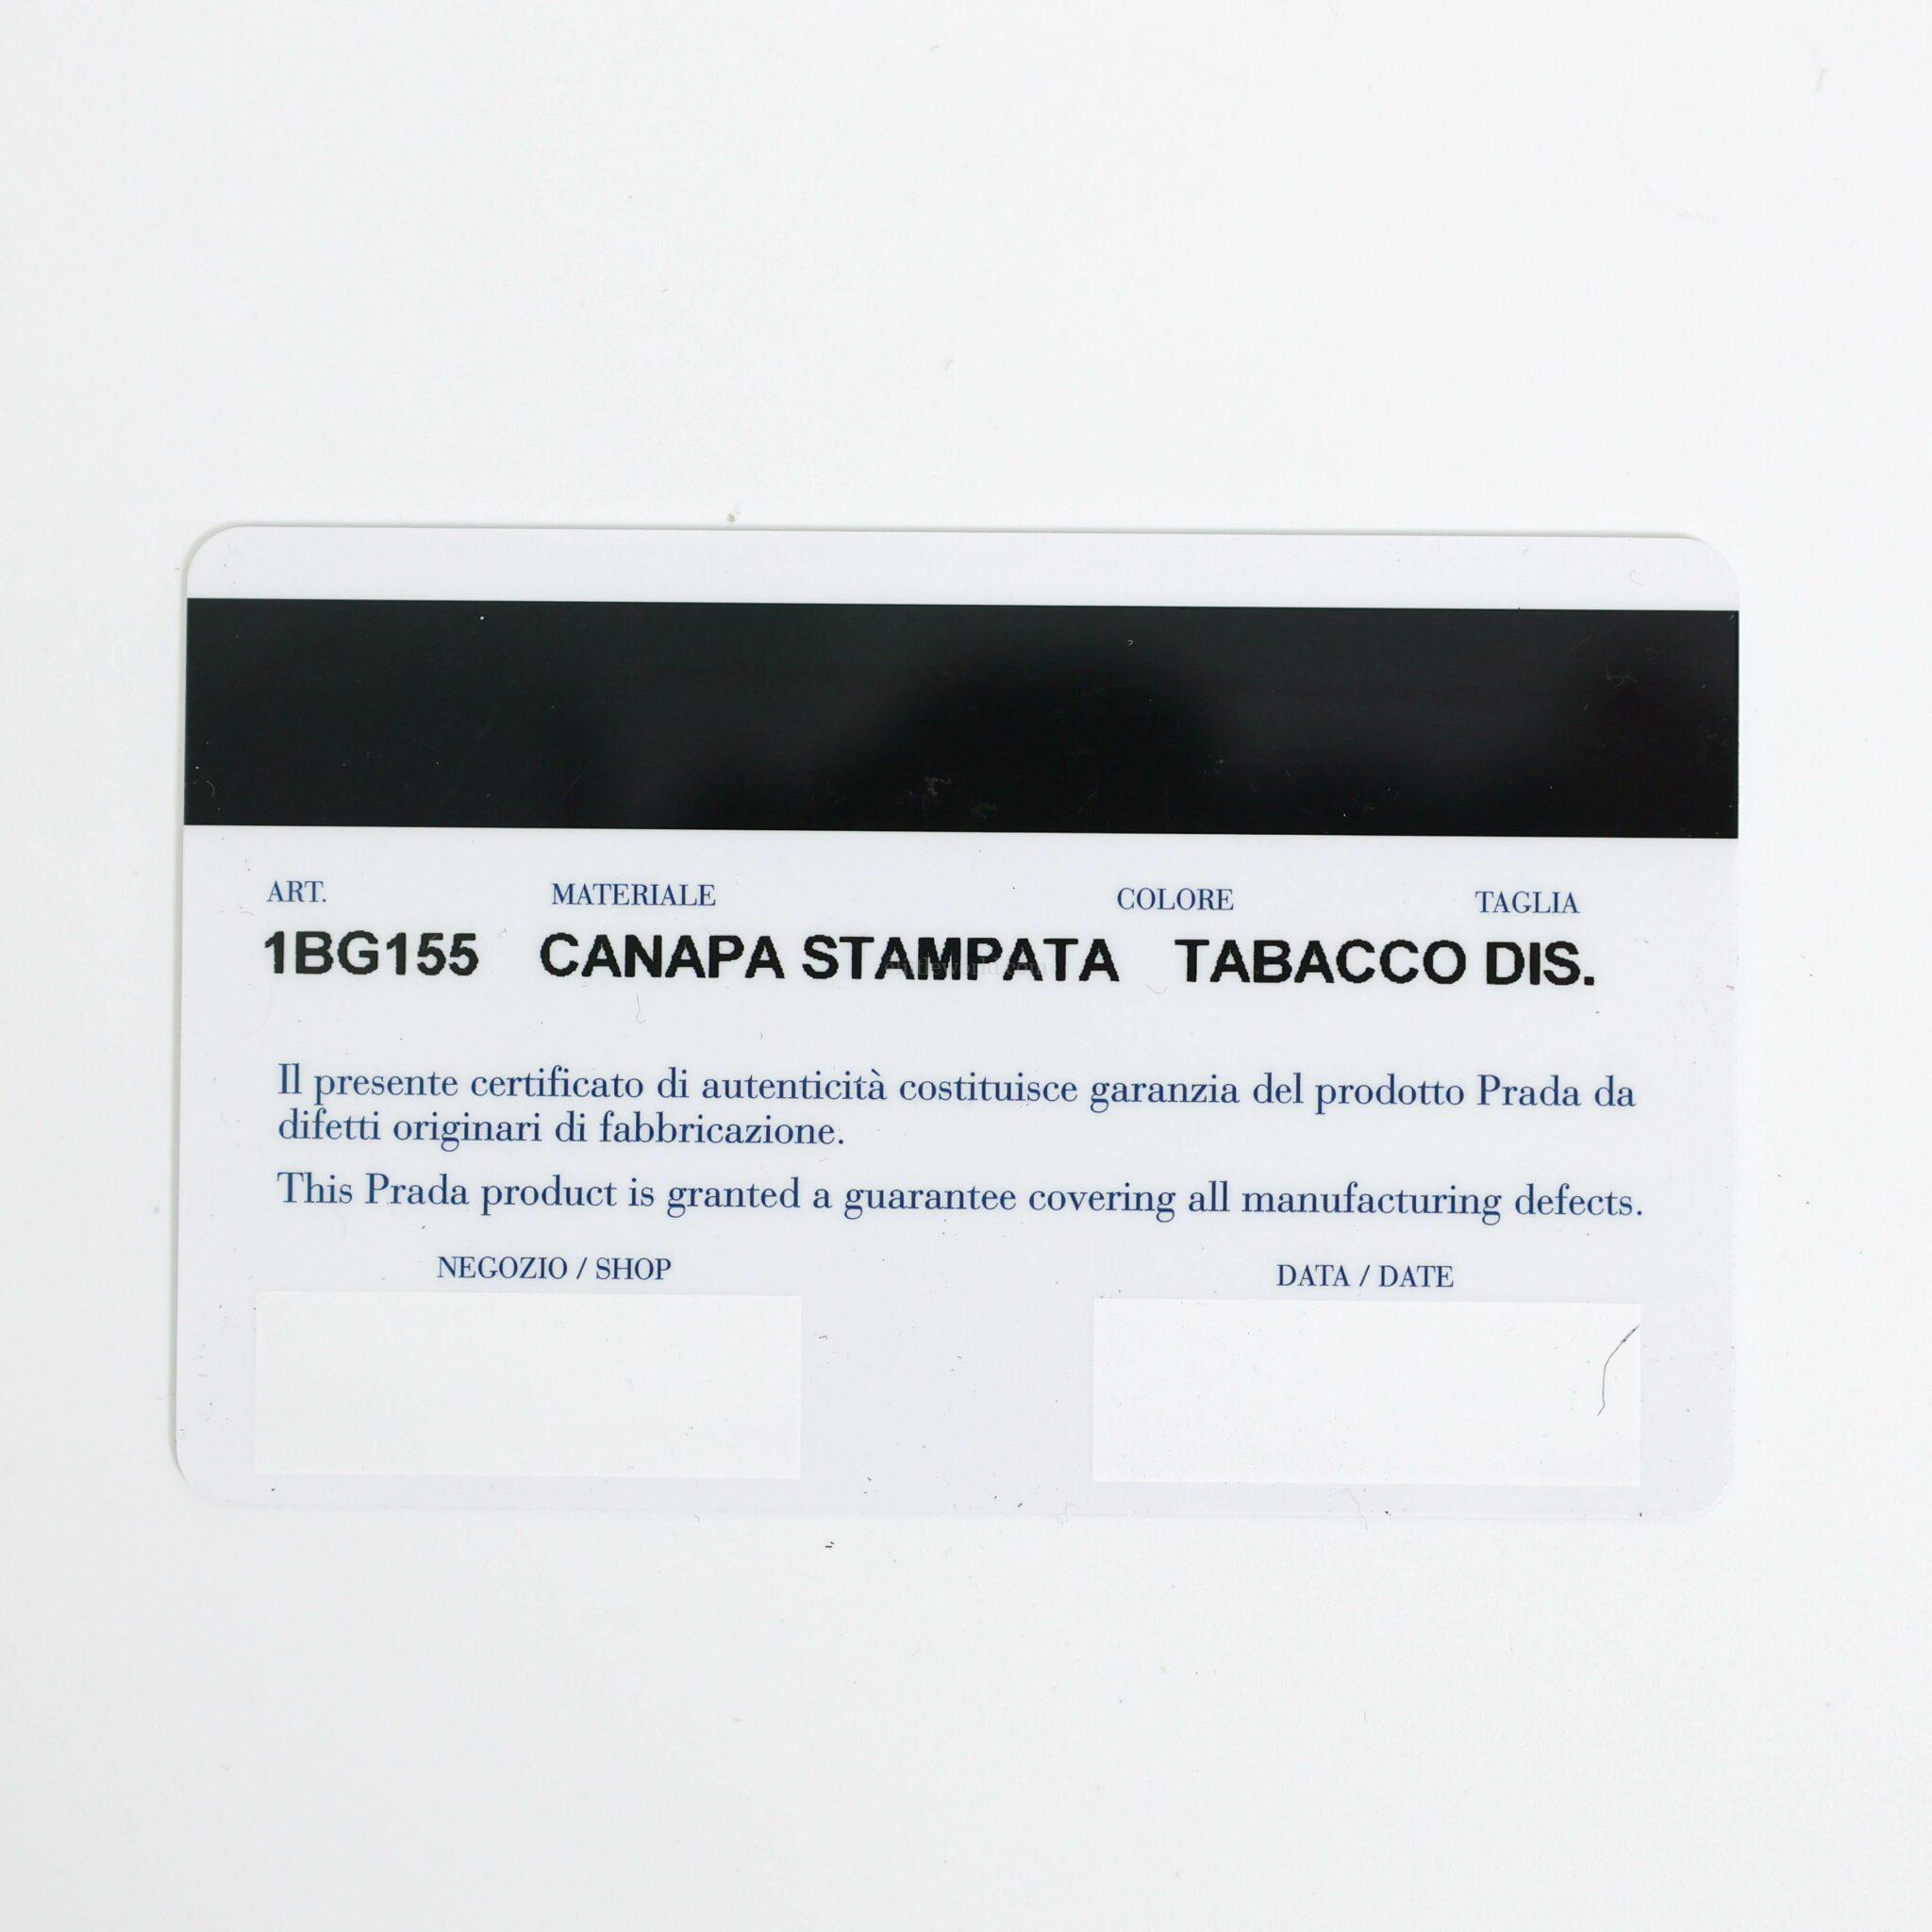 ART. MATERIALE COLORE TAGLIA
1BG155 CANAPA STAMPATA TABACCO DIS.
Il presente certificato di autenticità costituisce garanzia del prodotto Prada da
difetti originari di fabbricazione.
This Prada product is granted a guarantee covering all manufacturing defects.
NEGOZIO / SHOP DATA / DATE